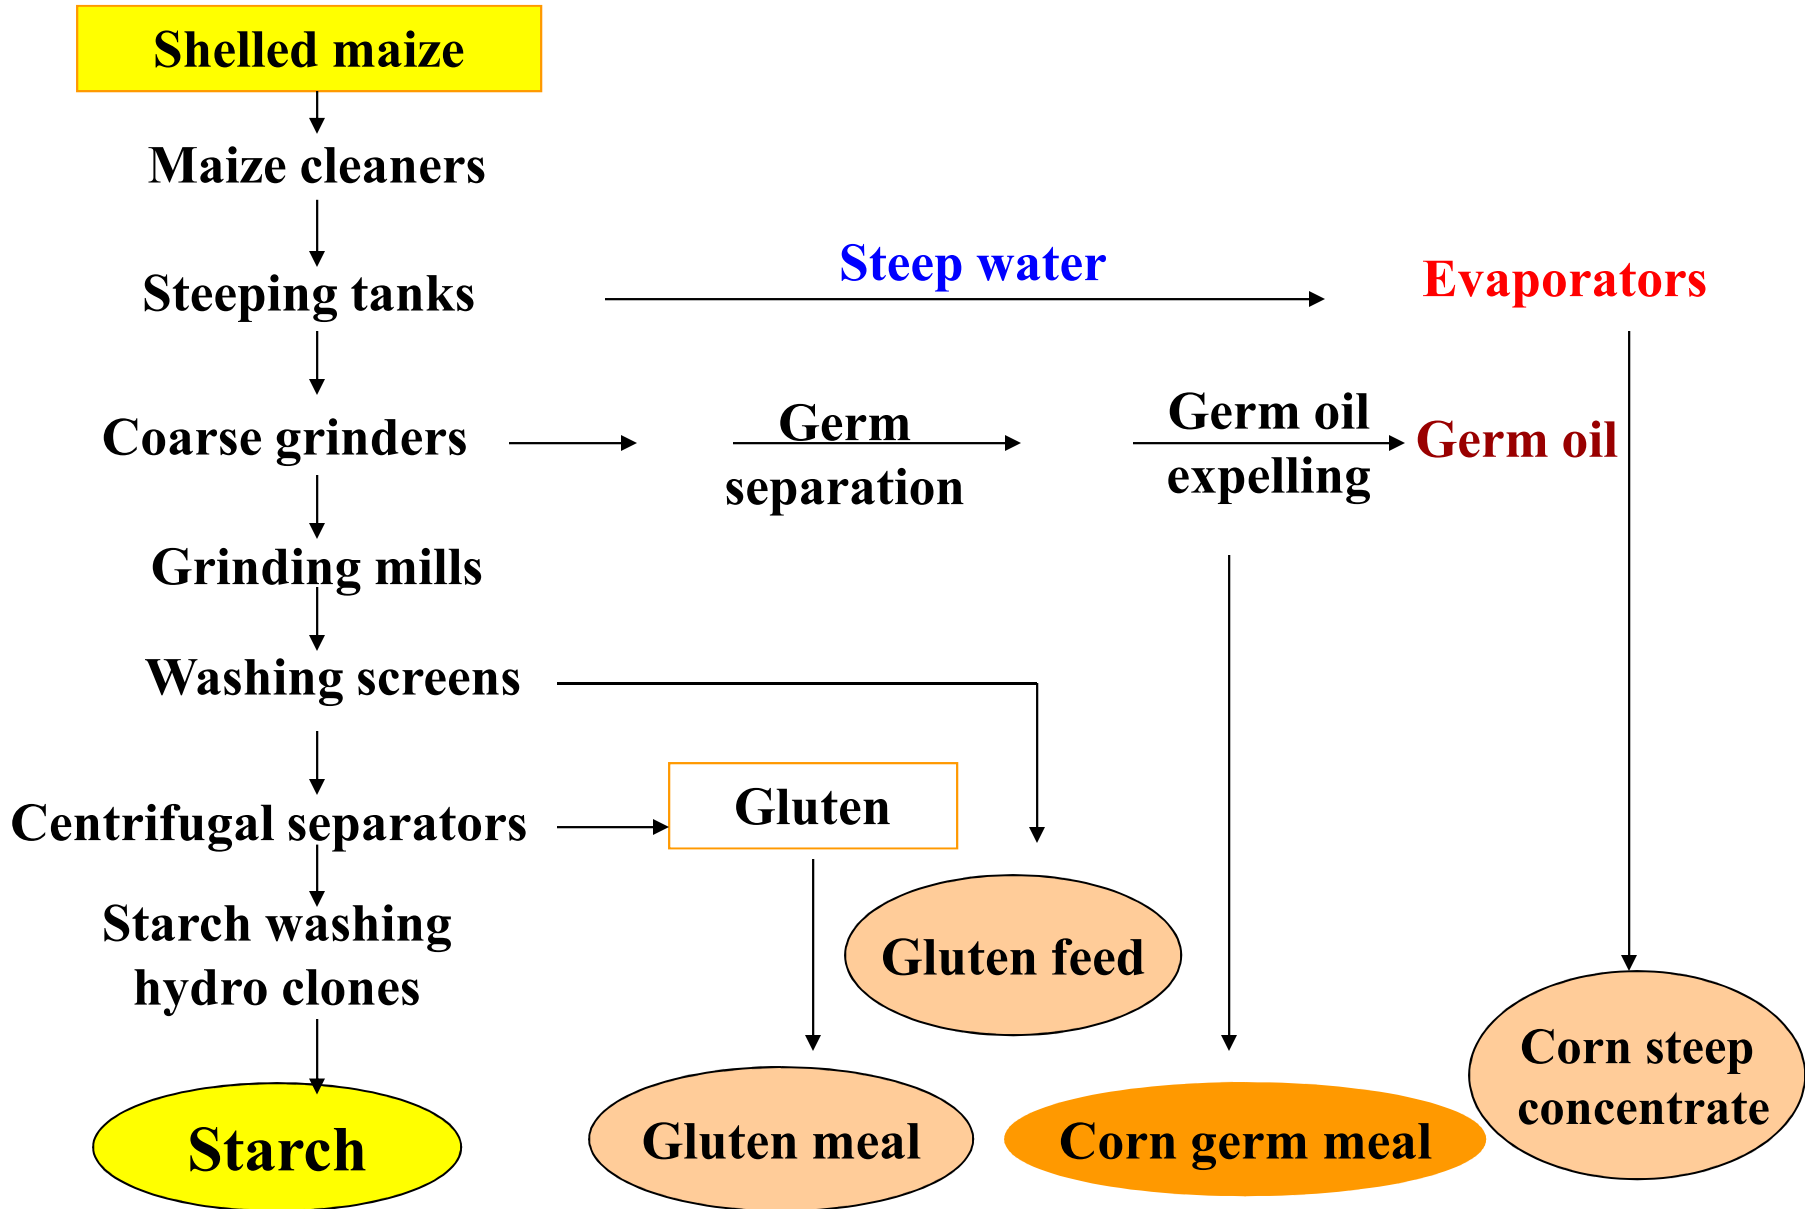 Shelled maize
Maize cleaners
Steep water
Evaporators
Steeping tanks
Coarse grinders
Germ
separation
Germ oil
expelling
Germ oil
Grinding mills
Washing screens
Centrifugal separators
Gluten
Starch washing
hydro clones
Gluten feed
Corn steep
concentrate
Starch
Gluten meal
Corn germ meal